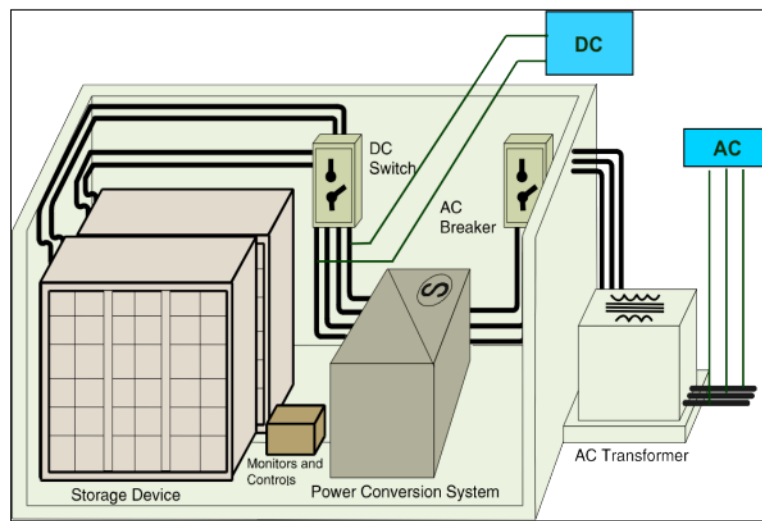 DC
DC
Switch
AC
AC
Breaker
S
Monitors and
Controls
AC Transformer
Storage Device
Power Conversion System